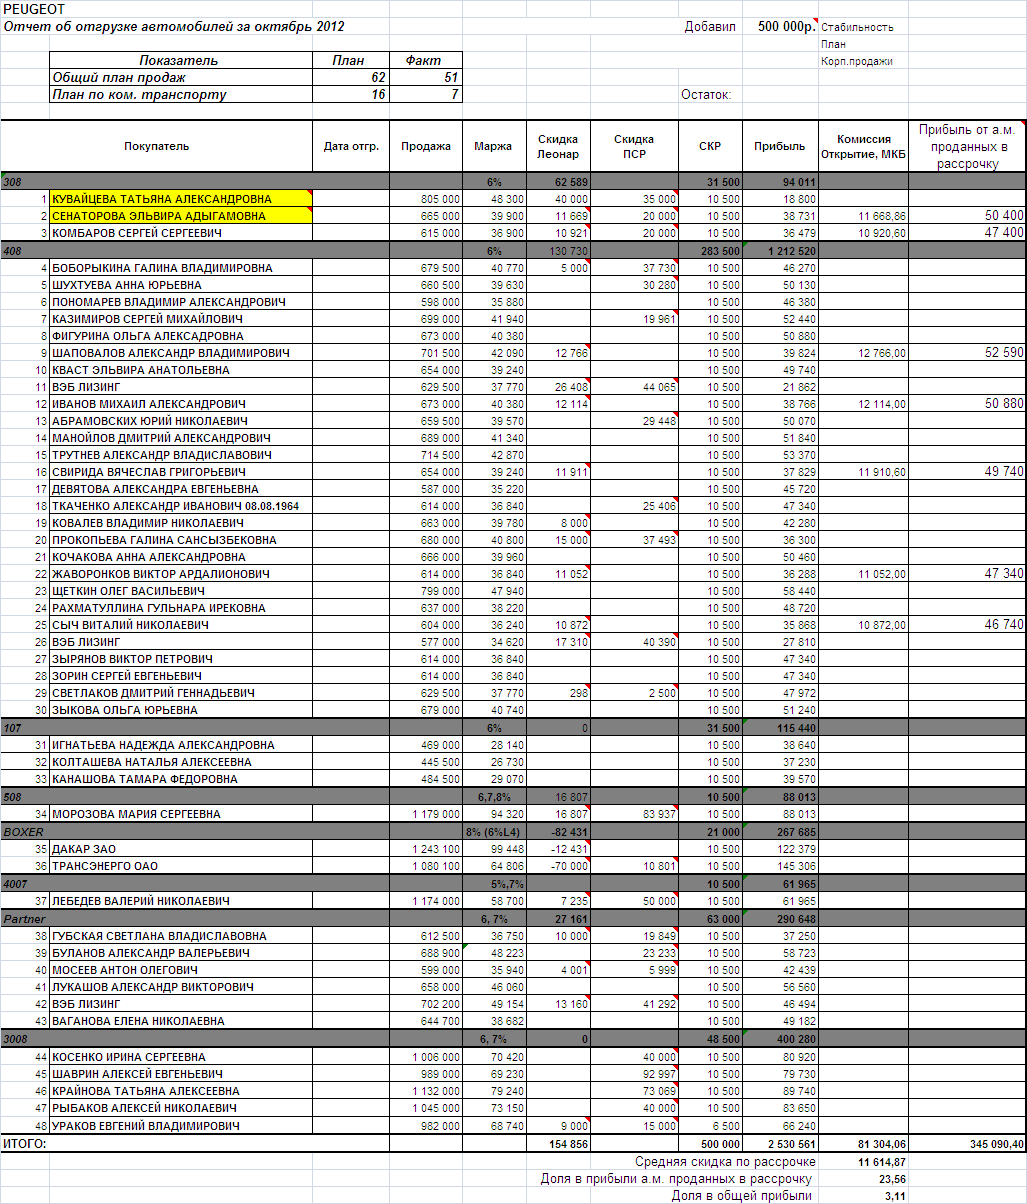 PEUGEOT
Отчет об отгрузке автомобилей за октябрь 2012 Добавил 500 000р. Стабильность
План
Показатель План Факт Корп.продажи
Общий план продаж 62 51
План по ком. транспорту 16 7 Остаток:
Покупатель Дата отгр. Продажа Маржа Скидка Леонар Скидка ПСР СКР Прибыль Комиссия Открытие, МКБ Прибыль от а.м. проданных в рассрочку
308 6% 62 589 31 500 94 011
1 КУВАЙЦЕВА ТАТЬЯНА АЛЕКСАНДРОВНА 805 000 48 300 40 000 35 000 10 500 18 800
2 СЕНАТОРОВА ЭЛЬВИРА АДЫГАМОВНА 665 000 39 900 11 669 20 000 10 500 38 731 11 668,86 50 400
3 КОМБАРОВ СЕРГЕЙ СЕРГЕЕВИЧ 615 000 36 900 10 921 20 000 10 500 36 479 10 920,60 47 400
408 6% 130 730 283 500 1 212 520
4 БОБОРЫКИНА ГАЛИНА ВЛАДИМИРОВНА 679 500 40 770 5 000 37 730 10 500 46 270
5 ШУХТУЕВА АННА ЮРЬЕВНА 660 500 39 630 30 280 10 500 50 130
6 ПОНОМАРЕВ ВЛАДИМИР АЛЕКСАНДРОВИЧ 598 000 35 880 10 500 46 380
7 КАЗИМИРОВ СЕРГЕЙ МИХАЙЛОВИЧ 699 000 41 940 19 961 10 500 52 440
8 ФИГУРИНА ОЛЬГА АЛЕКСАДРОВНА 673 000 40 380 10 500 50 880
9 ШАПОВАЛОВ АЛЕКСАНДР ВЛАДИМИРОВИЧ 701 500 42 090 12 766 10 500 39 824 12 766,00 52 590
10 КВАСТ ЭЛЬВИРА АНАТОЛЬЕВНА 654 000 39 240 10 500 49 740
11 ВЭБ ЛИЗИНГ 629 500 37 770 26 408 44 065 10 500 21 862
12 ИВАНОВ МИХАИЛ АЛЕКСАНДРОВИЧ 673 000 40 380 12 114 10 500 38 766 12 114,00 50 880
13 АБРАМОВСКИХ ЮРИЙ НИКОЛАЕВИЧ 659 500 39 570 29 448 10 500 50 070
14 МАНОЙЛОВ ДМИТРИЙ АЛЕКСАНДРОВИЧ 689 000 41 340 10 500 51 840
15 ТРУТНЕВ АЛЕКСАНДР ВЛАДИСЛАВОВИЧ 714 500 42 870 10 500 53 370
16 СВИРИДА ВЯЧЕСЛАВ ГРИГОРЬЕВИЧ 654 000 39 240 11 911 10 500 37 829 11 910,60 49 740
17 ДЕВЯТОВА АЛЕКСАНДРА ЕВГЕНЬЕВНА 587 000 35 220 10 500 45 720
18 ТКАЧЕНКО АЛЕКСАНДР ИВАНОВИЧ 08.08.1964 614 000 36 840 25 406 10 500 47 340
19 КОВАЛЕВ ВЛАДИМИР НИКОЛАЕВИЧ 663 000 39 780 8 000 10 500 42 280
20 ПРОКОПЬЕВА ГАЛИНА САНСЫЗБЕКОВНА 680 000 40 800 15 000 37 493 10 500 36 300
21 КОЧАКОВА АННА АЛЕКСАНДРОВНА 666 000 39 960 10 500 50 460
22 ЖАВОРОНКОВ ВИКТОР АРДАЛИОНОВИЧ 614 000 36 840 11 052 10 500 36 288 11 052,00 47 340
23 ЩЕТКИН ОЛЕГ ВАСИЛЬЕВИЧ 799 000 47 940 10 500 58 440
24 РАХМАТУЛЛИНА ГУЛЬНАРА ИРЕКОВНА 637 000 38 220 10 500 48 720
25 СЫЧ ВИТАЛИЙ НИКОЛАЕВИЧ 604 000 36 240 10 872 10 500 35 868 10 872,00 46 740
26 ВЭБ ЛИЗИНГ 577 000 34 620 17 310 40 390 10 500 27 810
27 ЗЫРЯНОВ ВИКТОР ПЕТРОВИЧ 614 000 36 840 10 500 47 340
28 ЗОРИН СЕРГЕЙ ЕВГЕНЬЕВИЧ 614 000 36 840 10 500 47 340
29 СВЕТЛАКОВ ДМИТРИЙ ГЕННАДЬЕВИЧ 629 500 37 770 298 2 500 10 500 47 972
30 ЗЫКОВА ОЛЬГА ЮРЬЕВНА 679 000 40 740 10 500 51 240
107 6% 0 31 500 115 440
31 ИГНАТЬЕВА НАДЕЖДА АЛЕКСАНДРОВНА 469 000 28 140 10 500 38 640
32 КОЛТАШЕВА НАТАЛЬЯ АЛЕКСЕЕВНА 445 500 26 730 10 500 37 230
33 КАНАШОВА ТАМАРА ФЕДОРОВНА 484 500 29 070 10 500 39 570
508 6,7,8% 16 807 10 500 88 013
34 МОРОЗОВА МАРИЯ СЕРГЕЕВНА 1 179 000 94 320 16 807 83 937 10 500 88 013
BOXER 8% (6%L4) -82 431 21 000 267 685
35 ДАКАР ЗАО 1 243 100 99 448 -12 431 10 500 122 379
36 ТРАНСЭНЕРГО ОАО 1 080 100 64 806 -70 000 10 801 10 500 145 306
4007 5%,7% 10 500 61 965
37 ЛЕБЕДЕВ ВАЛЕРИЙ НИКОЛАЕВИЧ 1 174 000 58 700 7 235 50 000 10 500 61 965
Partner 6, 7% 27 161 63 000 290 648
38 ГУБСКАЯ СВЕТЛАНА ВЛАДИСЛАВОВНА 612 500 36 750 10 000 19 849 10 500 37 250
39 БУЛАНОВ АЛЕКСАНДР ВАЛЕРЬЕВИЧ 688 900 48 223 23 233 10 500 58 723
40 МОСЕЕВ АНТОН ОЛЕГОВИЧ 599 000 35 940 4 001 5 999 10 500 42 439
41 ЛУКАШОВ АЛЕКСАНДР ВИКТОРОВИЧ 658 000 46 060 10 500 56 560
42 ВЭБ ЛИЗИНГ 702 200 49 154 13 160 41 292 10 500 46 494
43 ВАГАНОВА ЕЛЕНА НИКОЛАЕВНА 644 700 38 682 10 500 49 182
3008 6, 7% 0 48 500 400 280
44 КОСЕНКО ИРИНА СЕРГЕЕВНА 1 006 000 70 420 40 000 10 500 80 920
45 ШАВРИН АЛЕКСЕЙ ЕВГЕНЬЕВИЧ 989 000 69 230 92 997 10 500 79 730
46 КРАЙНОВА ТАТЬЯНА АЛЕКСЕЕВНА 1 132 000 79 240 73 069 10 500 89 740
47 РЫБАКОВ АЛЕКСЕЙ НИКОЛАЕВИЧ 1 045 000 73 150 40 000 10 500 83 650
48 УРАКОВ ЕВГЕНИЙ ВЛАДИМИРОВИЧ 982 000 68 740 9 000 15 000 6 500 66 240
ИТОГО: 154 856 500 000 2 530 561 81 304,06 345 090,40
Средняя скидка по рассрочке 11 614,87
Доля в прибыли а.м. проданных в рассрочку 23,56
Доля в общей прибыли 3,11